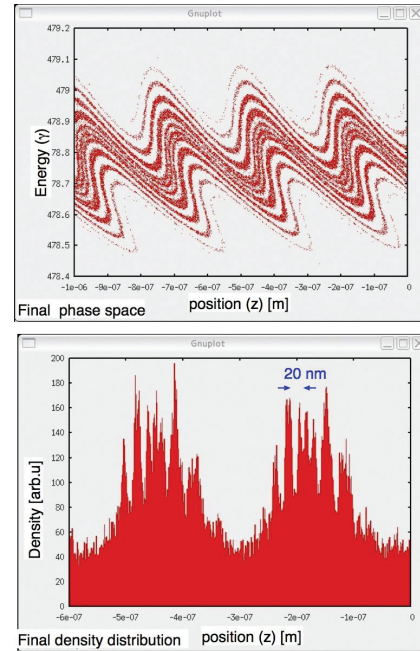 Gnuplot
479.2
479.1
479
478.9
478.8
478.7
478.6
478.5
478.4
Energy (γ)
-1e-06 -9e-07 -8e-07 -7e-07 -6e-07 -5e-07 -4e-07 -3e-07 -2e-07 -1e-07 0
Final phase space
position (z) [m]
Gnuplot
200
180
160
140
120
100
80
60
40
20
0
20 nm
Density [arb.u]
-6e-07 -5e-07 -4e-07 -3e-07 -2e-07 -1e-07 0
Final density distribution
position (z) [m]